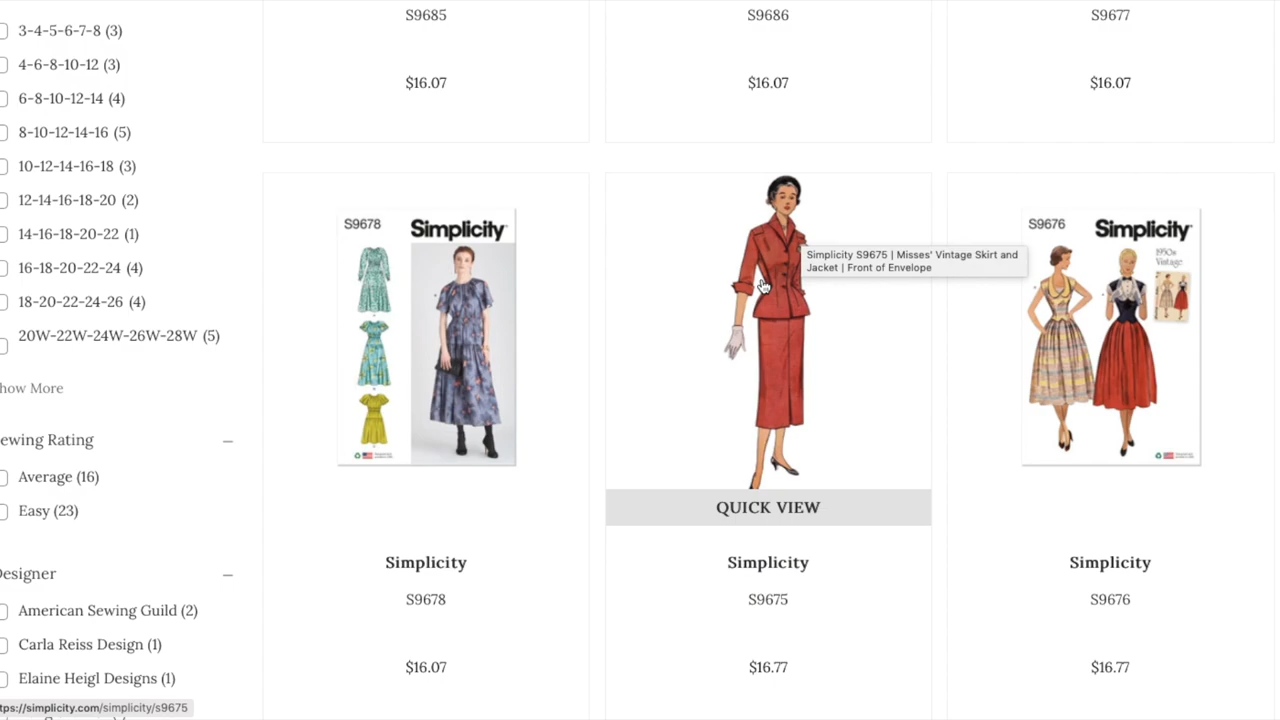 3-4-5-6-7-8 (3)
4-6-8-10-12 (3)
6-8-10-12-14 (4)
8-10-12-14-16 (5)
10-12-14-16-18 (3)
12-14-16-18-20 (2)
14-16-18-20-22 (1)
16-18-20-22-24 (4)
18-20-22-24-26 (4)
20W-22W-24W-26W-28W (5)
how More
ewing Rating
Average (16)
Easy (23)
esigner
American Sewing Guild (2)
Carla Reiss Design (1)
Elaine Heigl Designs (1)
ttps://simplicity.com/simplicity/s9675
S9685
$16.07
S9686
$16.07
S9677
$16.07
S9678 Simplicity
Simplicity
S9678
$16.07
Simplicity S9675 | Misses' Vintage Skirt and
Jacket | Front of Envelope
QUICK VIEW
Simplicity
S9675
$16.77
S9676 Simplicity
1950s
Vintage
Simplicity
S9676
$16.77